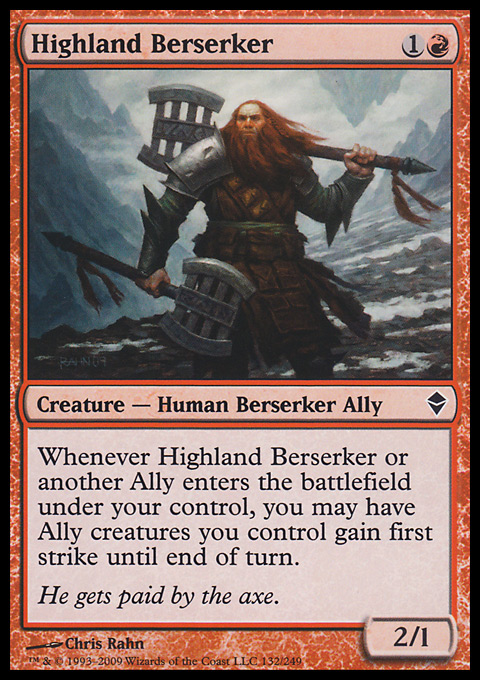 Highland Berserker 1
Creature — Human Berserker Ally
Whenever Highland Berserker or
another Ally enters the battlefield
under your control, you may have
Ally creatures you control gain first
strike until end of turn.
He gets paid by the axe.
Chris Rahn
2/1
™ & © 1993–2009 Wizards of the Coast LLC 132/249